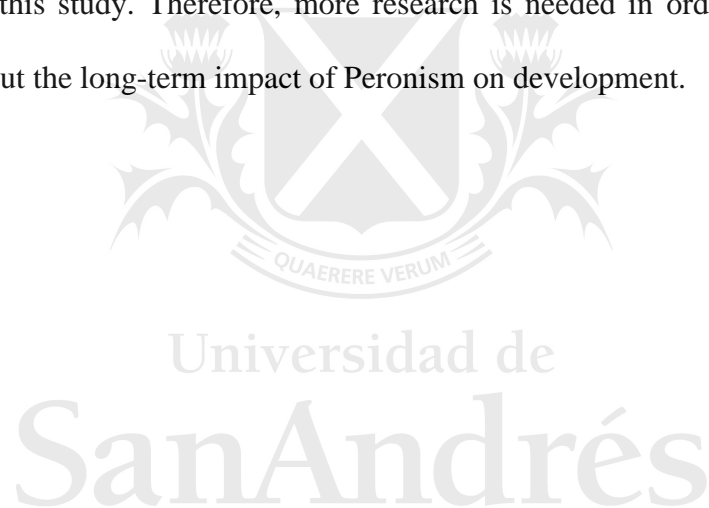 this study. Therefore, more research is needed in ord
ut the long-term impact of Peronism on development.
QUAERERE VERUM
Universidad de
SanAndrés